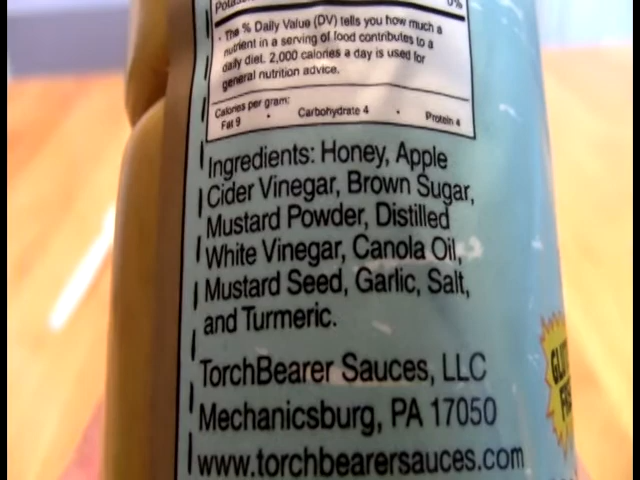 0%
The % Daily Value (DV) tells you how much a
nutrient in a serving of food contributes to a
daily diet. 2,000 calories a day is used for
general nutrition advice.
Calories per gram:
Fat 9 · Carbohydrate 4 · Protein 4
Ingredients: Honey, Apple
Cider Vinegar, Brown Sugar,
Mustard Powder, Distilled
White Vinegar, Canola Oil,
Mustard Seed, Garlic, Salt,
and Turmeric.
TorchBearer Sauces, LLC
Mechanicsburg, PA 17050
www.torchbearersauces.com